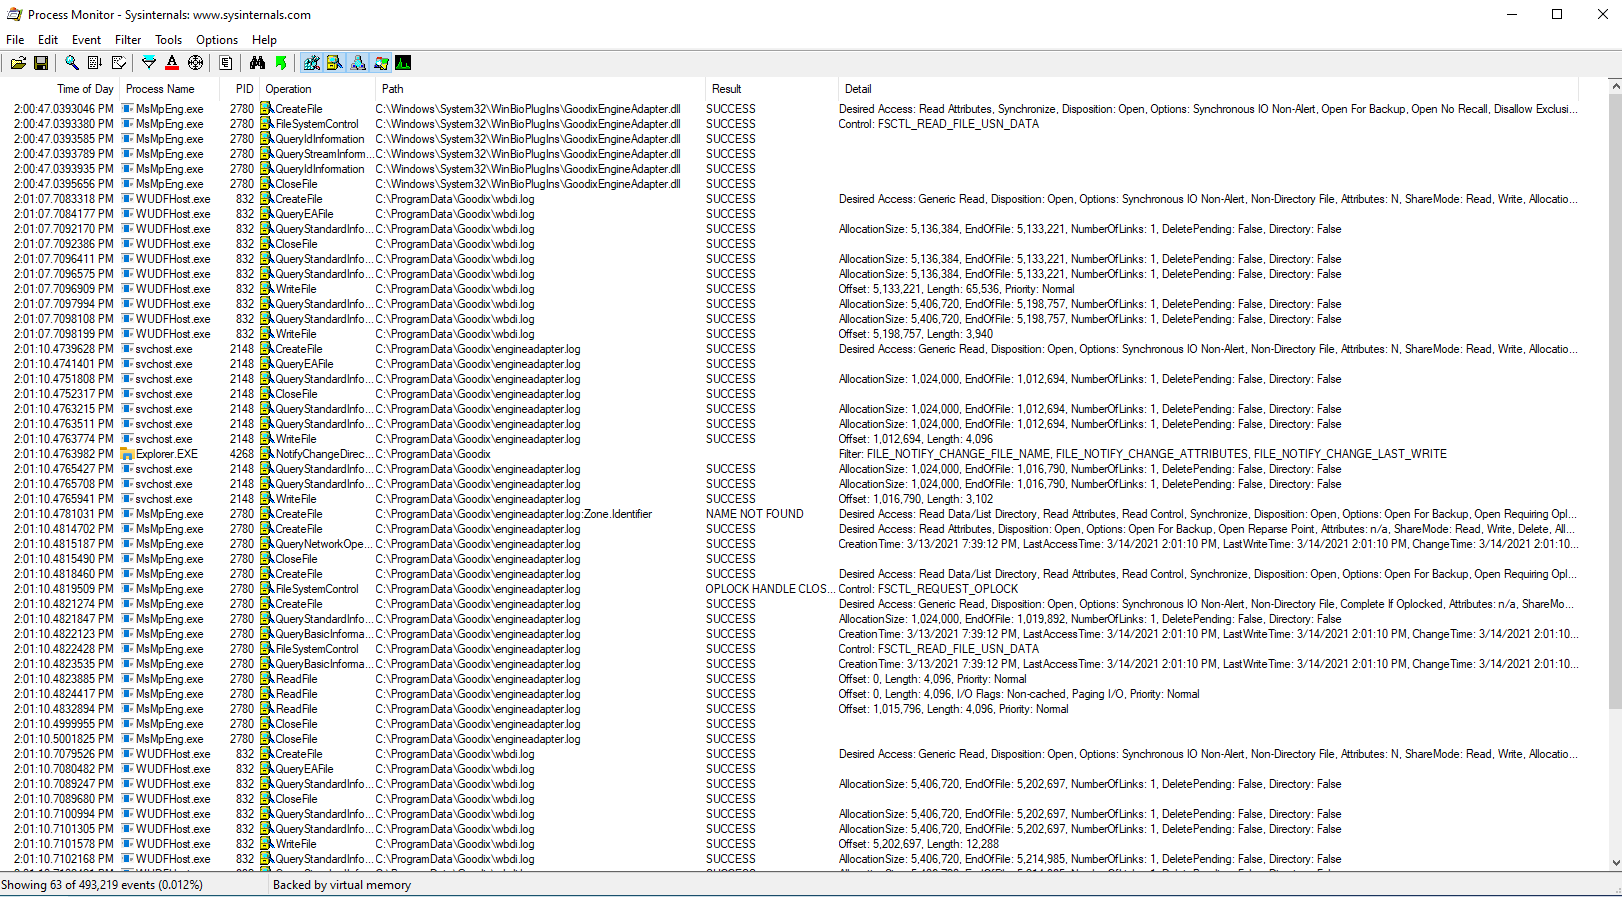 Process Monitor - Sysinternals: www.sysinternals.com
File Edit Event Filter Tools Options Help
Time of Day Process Name PID Operation Path Result Detail
2:00:47.0393046 PM MsMpEng.exe 2780 CreateFile C:\Windows\System32\WinBioPlugIns\GoodixEngineAdapter.dll SUCCESS Desired Access: Read Attributes, Synchronize, Disposition: Open, Options: Synchronous IO Non-Alert, Open For Backup, Open No Recall, Disallow Exclusi...
2:00:47.0393380 PM MsMpEng.exe 2780 FileSystemControl C:\Windows\System32\WinBioPlugIns\GoodixEngineAdapter.dll SUCCESS Control: FSCTL_READ_FILE_USN_DATA
2:00:47.0393585 PM MsMpEng.exe 2780 QueryIdInformation C:\Windows\System32\WinBioPlugIns\GoodixEngineAdapter.dll SUCCESS
2:00:47.0393789 PM MsMpEng.exe 2780 QueryStreamInform... C:\Windows\System32\WinBioPlugIns\GoodixEngineAdapter.dll SUCCESS
2:00:47.0393935 PM MsMpEng.exe 2780 QueryIdInformation C:\Windows\System32\WinBioPlugIns\GoodixEngineAdapter.dll SUCCESS
2:00:47.0395656 PM MsMpEng.exe 2780 CloseFile C:\Windows\System32\WinBioPlugIns\GoodixEngineAdapter.dll SUCCESS
2:01:07.7083318 PM WUDFHost.exe 832 CreateFile C:\ProgramData\Goodix\wbdi.log SUCCESS Desired Access: Generic Read, Disposition: Open, Options: Synchronous IO Non-Alert, Non-Directory File, Attributes: N, ShareMode: Read, Write, Allocatio...
2:01:07.7084177 PM WUDFHost.exe 832 QueryEAFile C:\ProgramData\Goodix\wbdi.log SUCCESS
2:01:07.7092170 PM WUDFHost.exe 832 QueryStandardInfo... C:\ProgramData\Goodix\wbdi.log SUCCESS AllocationSize: 5,136,384, EndOfFile: 5,133,221, NumberOfLinks: 1, DeletePending: False, Directory: False
2:01:07.7092386 PM WUDFHost.exe 832 CloseFile C:\ProgramData\Goodix\wbdi.log SUCCESS
2:01:07.7096411 PM WUDFHost.exe 832 QueryStandardInfo... C:\ProgramData\Goodix\wbdi.log SUCCESS AllocationSize: 5,136,384, EndOfFile: 5,133,221, NumberOfLinks: 1, DeletePending: False, Directory: False
2:01:07.7096575 PM WUDFHost.exe 832 QueryStandardInfo... C:\ProgramData\Goodix\wbdi.log SUCCESS AllocationSize: 5,136,384, EndOfFile: 5,133,221, NumberOfLinks: 1, DeletePending: False, Directory: False
2:01:07.7096909 PM WUDFHost.exe 832 WriteFile C:\ProgramData\Goodix\wbdi.log SUCCESS Offset: 5,133,221, Length: 65,536, Priority: Normal
2:01:07.7097994 PM WUDFHost.exe 832 QueryStandardInfo... C:\ProgramData\Goodix\wbdi.log SUCCESS AllocationSize: 5,406,720, EndOfFile: 5,198,757, NumberOfLinks: 1, DeletePending: False, Directory: False
2:01:07.7098108 PM WUDFHost.exe 832 QueryStandardInfo... C:\ProgramData\Goodix\wbdi.log SUCCESS AllocationSize: 5,406,720, EndOfFile: 5,198,757, NumberOfLinks: 1, DeletePending: False, Directory: False
2:01:07.7098199 PM WUDFHost.exe 832 WriteFile C:\ProgramData\Goodix\wbdi.log SUCCESS Offset: 5,198,757, Length: 3,940
2:01:10.4739628 PM svchost.exe 2148 CreateFile C:\ProgramData\Goodix\engineadapter.log SUCCESS Desired Access: Generic Read, Disposition: Open, Options: Synchronous IO Non-Alert, Non-Directory File, Attributes: N, ShareMode: Read, Write, Allocatio...
2:01:10.4741401 PM svchost.exe 2148 QueryEAFile C:\ProgramData\Goodix\engineadapter.log SUCCESS
2:01:10.4751808 PM svchost.exe 2148 QueryStandardInfo... C:\ProgramData\Goodix\engineadapter.log SUCCESS AllocationSize: 1,024,000, EndOfFile: 1,012,694, NumberOfLinks: 1, DeletePending: False, Directory: False
2:01:10.4752317 PM svchost.exe 2148 CloseFile C:\ProgramData\Goodix\engineadapter.log SUCCESS
2:01:10.4763215 PM svchost.exe 2148 QueryStandardInfo... C:\ProgramData\Goodix\engineadapter.log SUCCESS AllocationSize: 1,024,000, EndOfFile: 1,012,694, NumberOfLinks: 1, DeletePending: False, Directory: False
2:01:10.4763511 PM svchost.exe 2148 QueryStandardInfo... C:\ProgramData\Goodix\engineadapter.log SUCCESS AllocationSize: 1,024,000, EndOfFile: 1,012,694, NumberOfLinks: 1, DeletePending: False, Directory: False
2:01:10.4763774 PM svchost.exe 2148 WriteFile C:\ProgramData\Goodix\engineadapter.log SUCCESS Offset: 1,012,694, Length: 4,096
2:01:10.4763982 PM Explorer.EXE 4268 NotifyChangeDirec... C:\ProgramData\Goodix Filter: FILE_NOTIFY_CHANGE_FILE_NAME, FILE_NOTIFY_CHANGE_ATTRIBUTES, FILE_NOTIFY_CHANGE_LAST_WRITE
2:01:10.4765427 PM svchost.exe 2148 QueryStandardInfo... C:\ProgramData\Goodix\engineadapter.log SUCCESS AllocationSize: 1,024,000, EndOfFile: 1,016,790, NumberOfLinks: 1, DeletePending: False, Directory: False
2:01:10.4765708 PM svchost.exe 2148 QueryStandardInfo... C:\ProgramData\Goodix\engineadapter.log SUCCESS AllocationSize: 1,024,000, EndOfFile: 1,016,790, NumberOfLinks: 1, DeletePending: False, Directory: False
2:01:10.4765941 PM svchost.exe 2148 WriteFile C:\ProgramData\Goodix\engineadapter.log SUCCESS Offset: 1,016,790, Length: 3,102
2:01:10.4781031 PM MsMpEng.exe 2780 CreateFile C:\ProgramData\Goodix\engineadapter.log:Zone.Identifier NAME NOT FOUND Desired Access: Read Data/List Directory, Read Attributes, Read Control, Synchronize, Disposition: Open, Options: Open For Backup, Open Requiring Opl...
2:01:10.4814702 PM MsMpEng.exe 2780 CreateFile C:\ProgramData\Goodix\engineadapter.log SUCCESS Desired Access: Read Attributes, Disposition: Open, Options: Open For Backup, Open Reparse Point, Attributes: n/a, ShareMode: Read, Write, Delete, All...
2:01:10.4815187 PM MsMpEng.exe 2780 QueryNetworkOpe... C:\ProgramData\Goodix\engineadapter.log SUCCESS CreationTime: 3/13/2021 7:39:12 PM, LastAccessTime: 3/14/2021 2:01:10 PM, LastWriteTime: 3/14/2021 2:01:10 PM, ChangeTime: 3/14/2021 2:01:10...
2:01:10.4815490 PM MsMpEng.exe 2780 CloseFile C:\ProgramData\Goodix\engineadapter.log SUCCESS
2:01:10.4818460 PM MsMpEng.exe 2780 CreateFile C:\ProgramData\Goodix\engineadapter.log SUCCESS Desired Access: Read Data/List Directory, Read Attributes, Read Control, Synchronize, Disposition: Open, Options: Open For Backup, Open Requiring Opl...
2:01:10.4819509 PM MsMpEng.exe 2780 FileSystemControl C:\ProgramData\Goodix\engineadapter.log OPLOCK HANDLE CLOS... Control: FSCTL_REQUEST_OPLOCK
2:01:10.4821274 PM MsMpEng.exe 2780 CreateFile C:\ProgramData\Goodix\engineadapter.log SUCCESS Desired Access: Generic Read, Disposition: Open, Options: Synchronous IO Non-Alert, Non-Directory File, Complete If Oplocked, Attributes: n/a, ShareMo...
2:01:10.4821847 PM MsMpEng.exe 2780 QueryStandardInfo... C:\ProgramData\Goodix\engineadapter.log SUCCESS AllocationSize: 1,024,000, EndOfFile: 1,019,892, NumberOfLinks: 1, DeletePending: False, Directory: False
2:01:10.4822123 PM MsMpEng.exe 2780 QueryBasicInforma... C:\ProgramData\Goodix\engineadapter.log SUCCESS CreationTime: 3/13/2021 7:39:12 PM, LastAccessTime: 3/14/2021 2:01:10 PM, LastWriteTime: 3/14/2021 2:01:10 PM, ChangeTime: 3/14/2021 2:01:10...
2:01:10.4822428 PM MsMpEng.exe 2780 FileSystemControl C:\ProgramData\Goodix\engineadapter.log SUCCESS Control: FSCTL_READ_FILE_USN_DATA
2:01:10.4823535 PM MsMpEng.exe 2780 QueryBasicInforma... C:\ProgramData\Goodix\engineadapter.log SUCCESS CreationTime: 3/13/2021 7:39:12 PM, LastAccessTime: 3/14/2021 2:01:10 PM, LastWriteTime: 3/14/2021 2:01:10 PM, ChangeTime: 3/14/2021 2:01:10...
2:01:10.4823885 PM MsMpEng.exe 2780 ReadFile C:\ProgramData\Goodix\engineadapter.log SUCCESS Offset: 0, Length: 4,096, Priority: Normal
2:01:10.4824417 PM MsMpEng.exe 2780 ReadFile C:\ProgramData\Goodix\engineadapter.log SUCCESS Offset: 0, Length: 4,096, I/O Flags: Non-cached, Paging I/O, Priority: Normal
2:01:10.4832894 PM MsMpEng.exe 2780 ReadFile C:\ProgramData\Goodix\engineadapter.log SUCCESS Offset: 1,015,796, Length: 4,096, Priority: Normal
2:01:10.4999955 PM MsMpEng.exe 2780 CloseFile C:\ProgramData\Goodix\engineadapter.log SUCCESS
2:01:10.5001825 PM MsMpEng.exe 2780 CloseFile C:\ProgramData\Goodix\engineadapter.log SUCCESS
2:01:10.7079526 PM WUDFHost.exe 832 CreateFile C:\ProgramData\Goodix\wbdi.log SUCCESS Desired Access: Generic Read, Disposition: Open, Options: Synchronous IO Non-Alert, Non-Directory File, Attributes: N, ShareMode: Read, Write, Allocatio...
2:01:10.7080482 PM WUDFHost.exe 832 QueryEAFile C:\ProgramData\Goodix\wbdi.log SUCCESS
2:01:10.7089247 PM WUDFHost.exe 832 QueryStandardInfo... C:\ProgramData\Goodix\wbdi.log SUCCESS AllocationSize: 5,406,720, EndOfFile: 5,202,697, NumberOfLinks: 1, DeletePending: False, Directory: False
2:01:10.7089680 PM WUDFHost.exe 832 CloseFile C:\ProgramData\Goodix\wbdi.log SUCCESS
2:01:10.7100994 PM WUDFHost.exe 832 QueryStandardInfo... C:\ProgramData\Goodix\wbdi.log SUCCESS AllocationSize: 5,406,720, EndOfFile: 5,202,697, NumberOfLinks: 1, DeletePending: False, Directory: False
2:01:10.7101305 PM WUDFHost.exe 832 QueryStandardInfo... C:\ProgramData\Goodix\wbdi.log SUCCESS AllocationSize: 5,406,720, EndOfFile: 5,202,697, NumberOfLinks: 1, DeletePending: False, Directory: False
2:01:10.7101578 PM WUDFHost.exe 832 WriteFile C:\ProgramData\Goodix\wbdi.log SUCCESS Offset: 5,202,697, Length: 12,288
2:01:10.7102168 PM WUDFHost.exe 832 QueryStandardInfo... C:\ProgramData\Goodix\wbdi.log SUCCESS AllocationSize: 5,406,720, EndOfFile: 5,214,985, NumberOfLinks: 1, DeletePending: False, Directory: False
Showing 63 of 493,219 events (0.012%) Backed by virtual memory